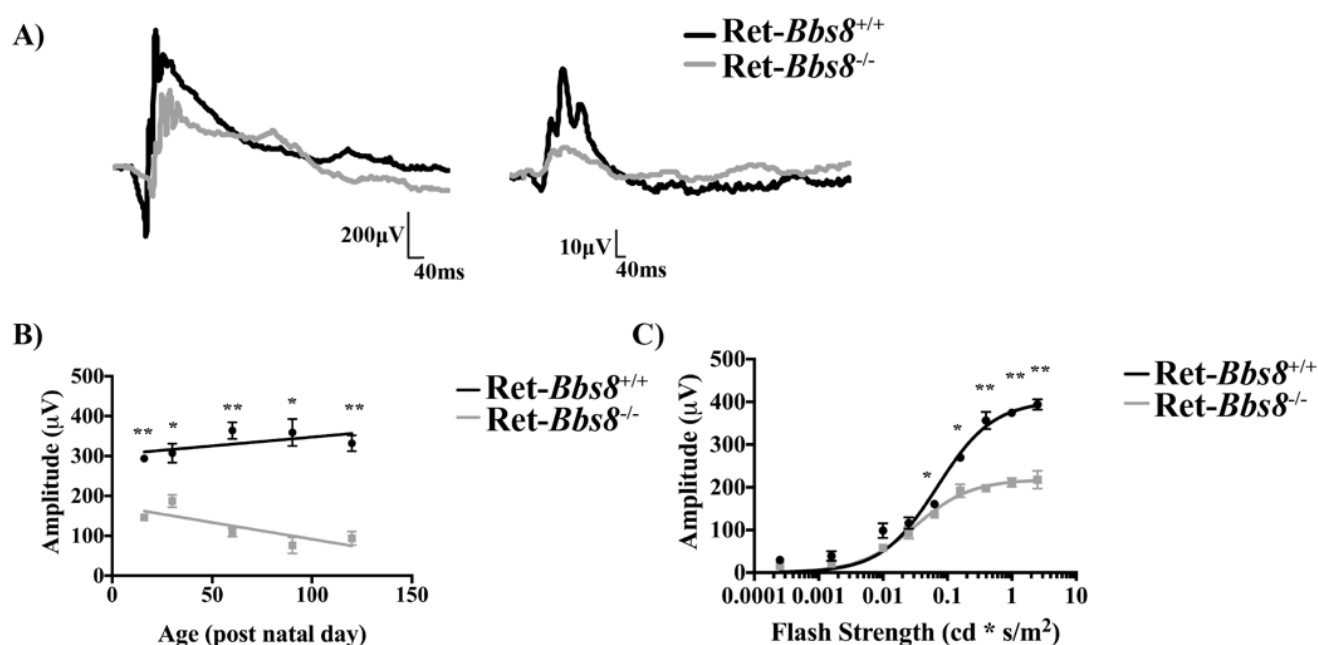 A)
Ret-Bbs8+/+
Ret-Bbs8-/-
200μV
40ms
10μV
40ms
B)
Amplitude (μV)
500
400
300
200
100
0
** * ** * **
0 50 100 150
Age (post natal day)
Ret-Bbs8+/+
Ret-Bbs8-/-
C)
Amplitude (μV)
500
400
300
200
100
0
* * ** ** **
0.0001 0.001 0.01 0.1 1 10
Flash Strength (cd * s/m2)
Ret-Bbs8+/+
Ret-Bbs8-/-